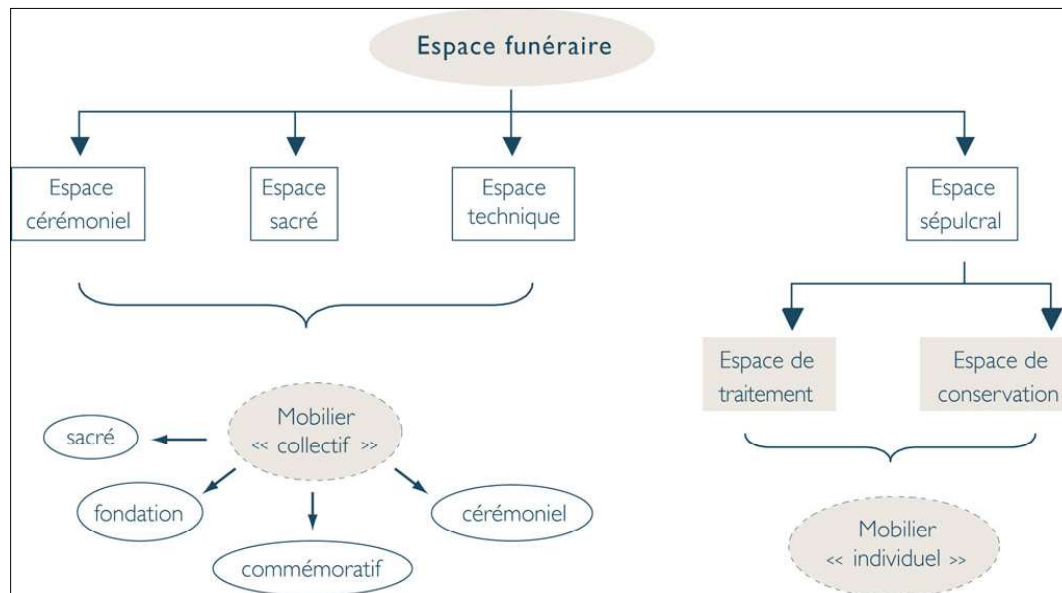 Espace funéraire
Espace
cérémoniel
Espace
sacré
Espace
technique
Espace
sépulcral
Espace de
traitement
Espace de
conservation
Mobilier
<< collectif >>
sacré
fondation
commémoratif
cérémoniel
Mobilier
<< individuel >>